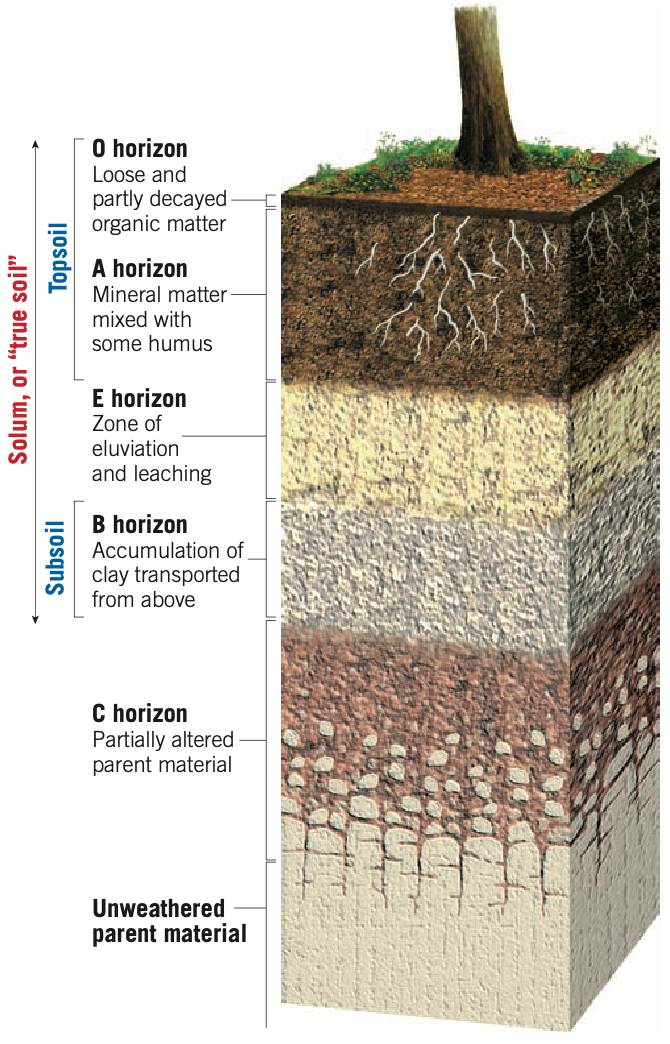 Solum, or “true soil”
Topsoil
Subsoil
O horizon
Loose and
partly decayed
organic matter
A horizon
Mineral matter
mixed with
some humus
E horizon
Zone of
eluviation
and leaching
B horizon
Accumulation of
clay transported
from above
C horizon
Partially altered
parent material
Unweathered
parent material